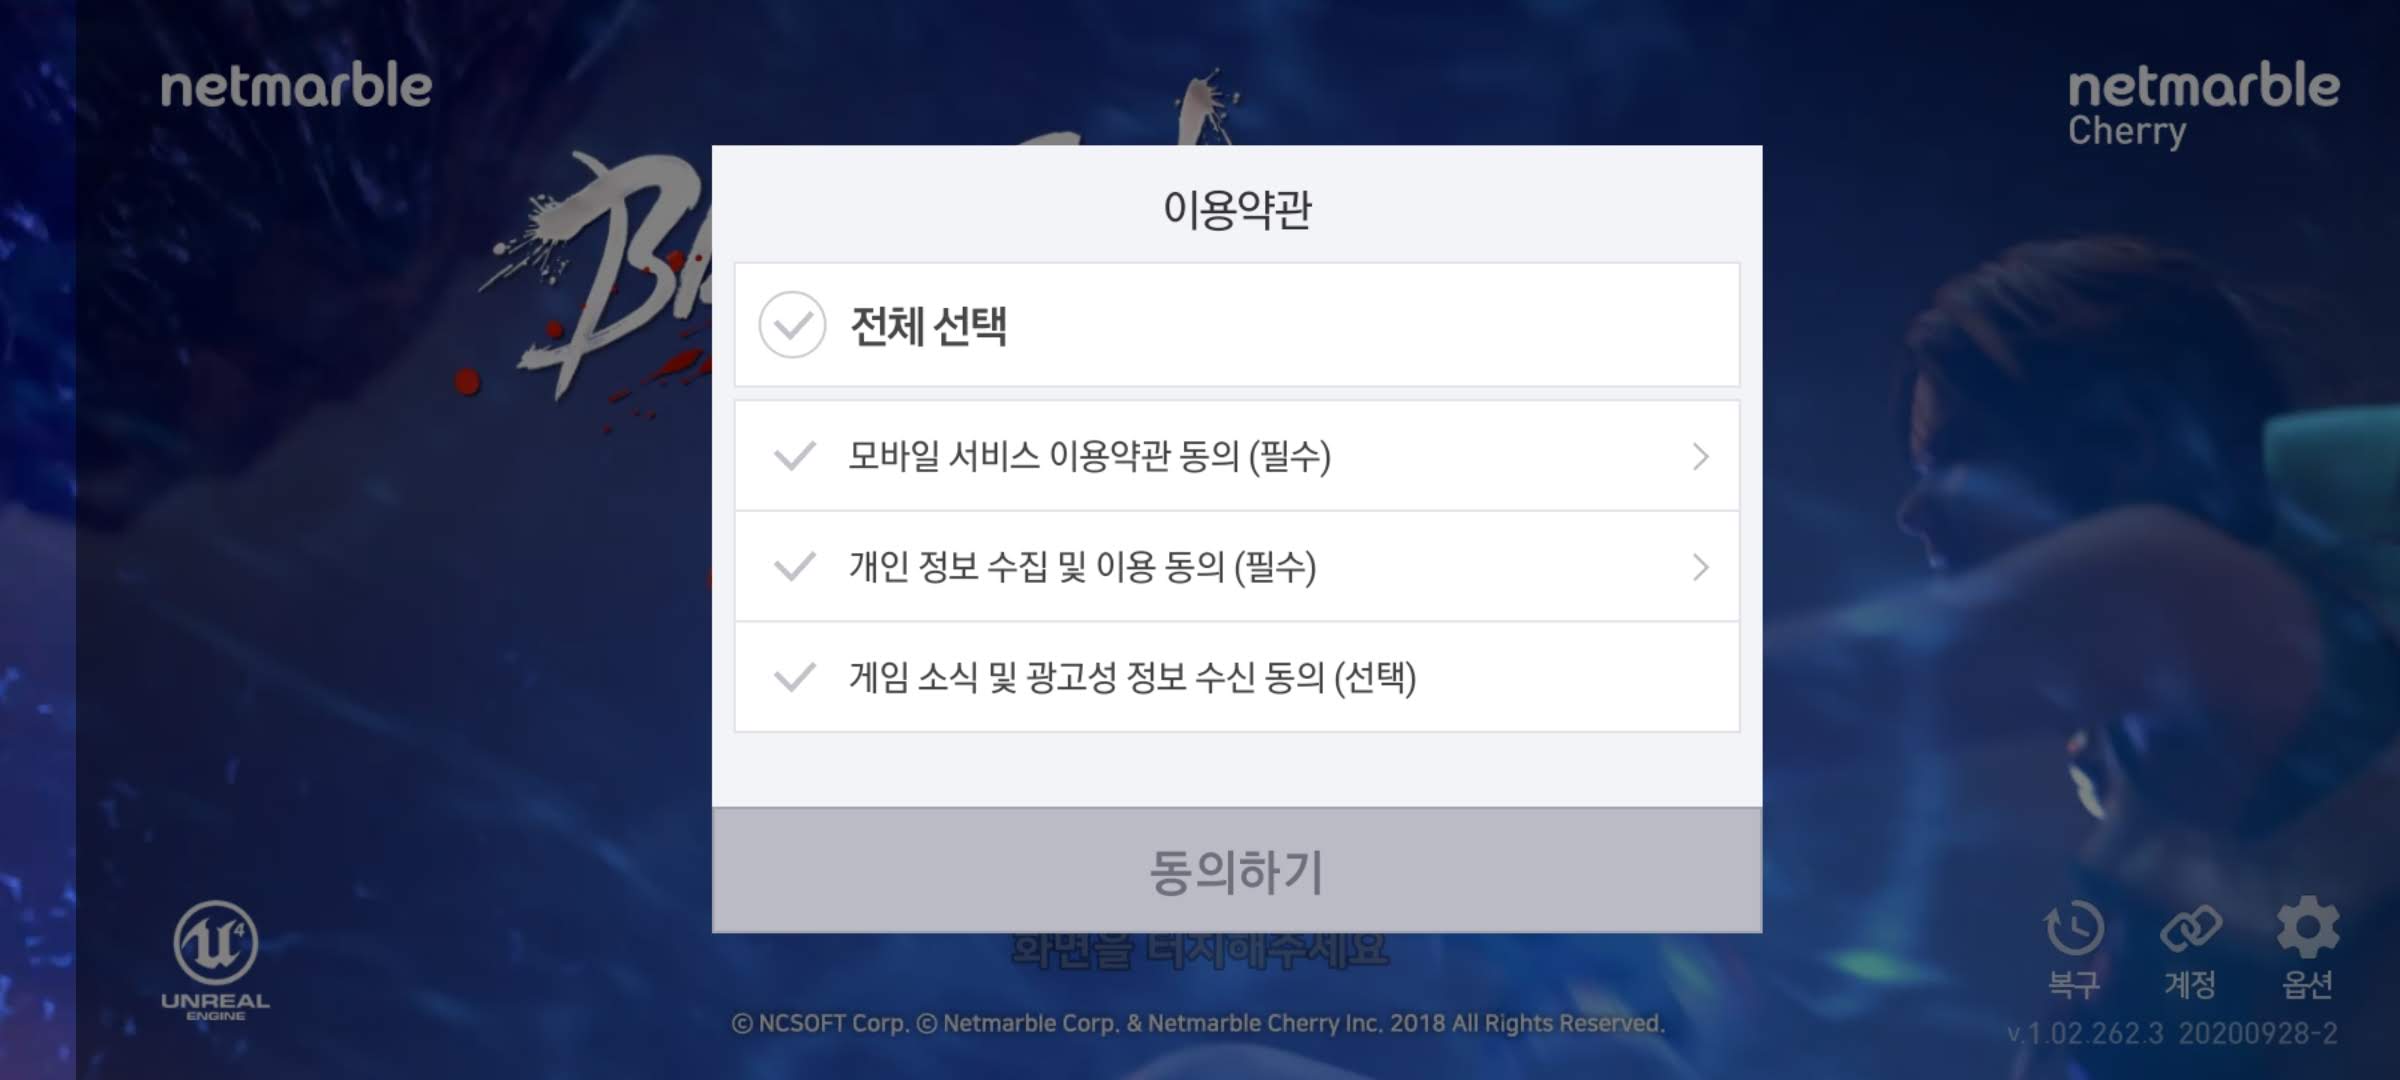 netmarble
netmarble
Cherry
이용약관
전체 선택
모바일 서비스 이용약관 동의 (필수)
개인 정보 수집 및 이용 동의 (필수)
게임 소식 및 광고성 정보 수신 동의 (선택)
동의하기
화면을 터치해주세요
UNREAL
ENGINE
복구 계정 옵션
© NCSOFT Corp. © Netmarble Corp. & Netmarble Cherry Inc. 2018 All Rights Reserved.
v.1.02.262.3 20200928-2